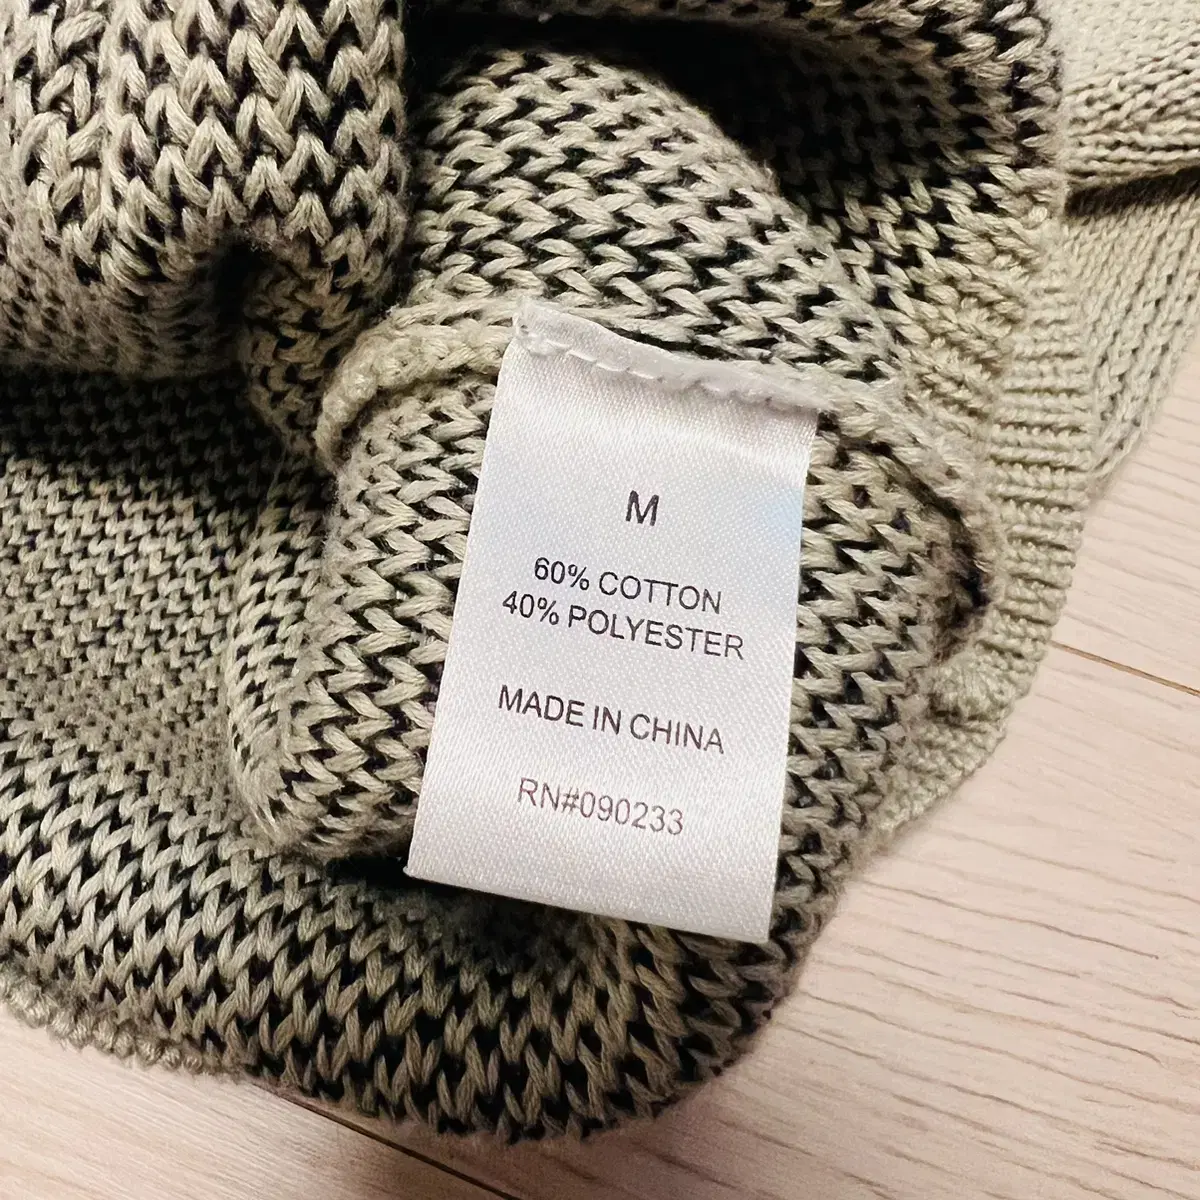 M
60% COTTON
40% POLYESTER
MADE IN CHINA
RN#090233